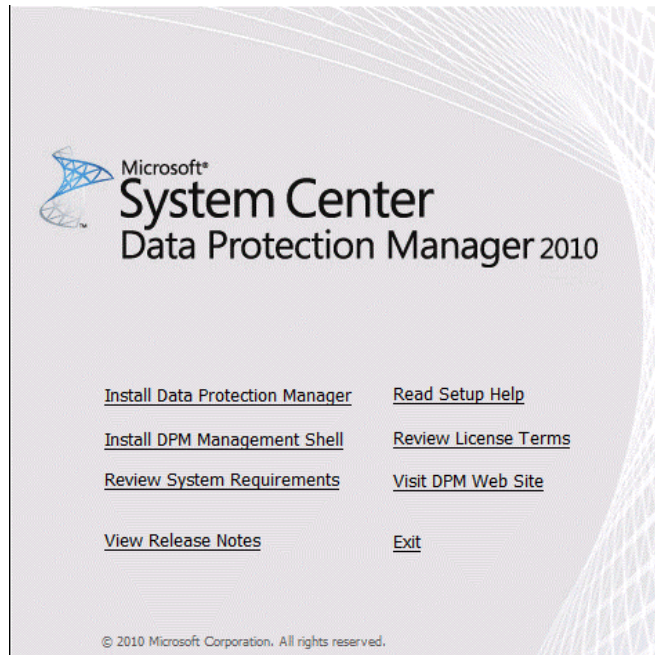 Microsoft®
System Center
Data Protection Manager 2010
™
Install Data Protection Manager
Read Setup Help
Install DPM Management Shell
Review License Terms
Review System Requirements
Visit DPM Web Site
View Release Notes
Exit
© 2010 Microsoft Corporation. All rights reserved.